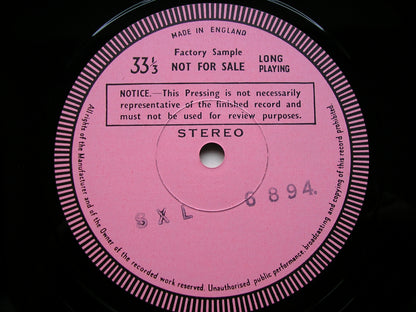 MADE IN ENGLAND
Factory Sample
33 1/3 NOT FOR SALE LONG PLAYING
NOTICE.—This Pressing is not necessarily
representative of the finished record and
must not be used for review purposes.
STEREO
SXL 6894.
All rights of the Manufacturer and of the Owner of the recorded work reserved. Unauthorised public performance, broadcasting and copying of this record prohibited.